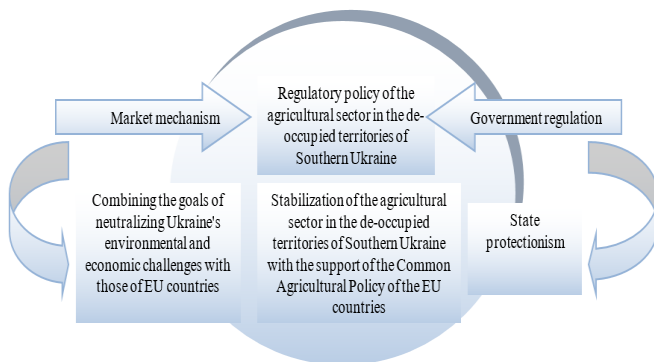 Regulatory policy of the
agricultural sector in the de-
occupied territories of
Southern Ukraine
Market mechanism
Government regulation
Combining the goals of
neutralizing Ukraine's
environmental and
economic challenges with
those of EU countries
Stabilization of the agricultural
sector in the de-occupied
territories of Southern Ukraine
with the support of the Common
Agricultural Policy of the EU
countries
State
protectionism